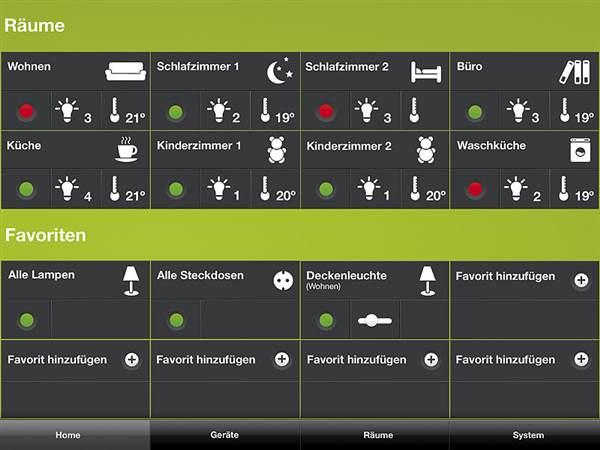 Räume
Wohnen
Schlafzimmer 1
Schlafzimmer 2
Büro
3
21°
2
19°
3
3
19°
Küche
Kinderzimmer 1
Kinderzimmer 2
Waschküche
4
21°
1
20°
1
20°
2
19°
Favoriten
Alle Lampen
Alle Steckdosen
Deckenleuchte
(Wohnen)
Favorit hinzufügen
Favorit hinzufügen
Favorit hinzufügen
Favorit hinzufügen
Favorit hinzufügen
Home
Geräte
Räume
System